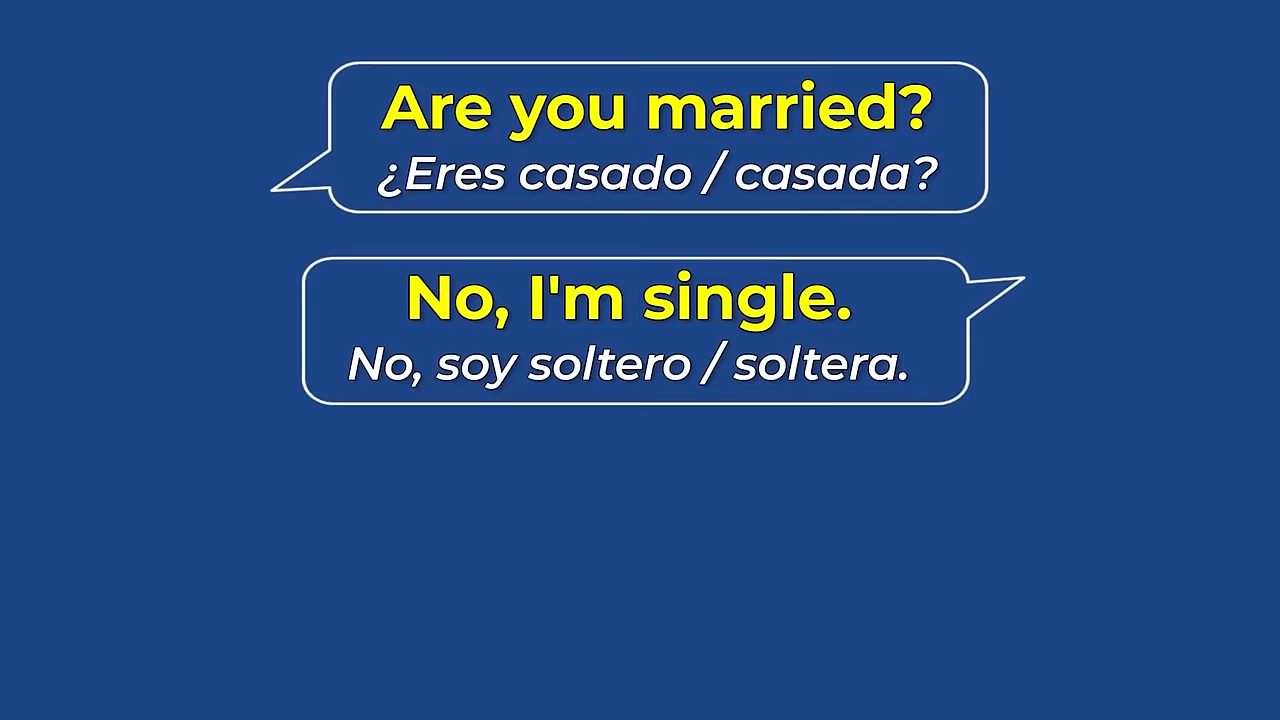 Are you married?
¿Eres casado / casada?
No, I'm single.
No, soy soltero / soltera.